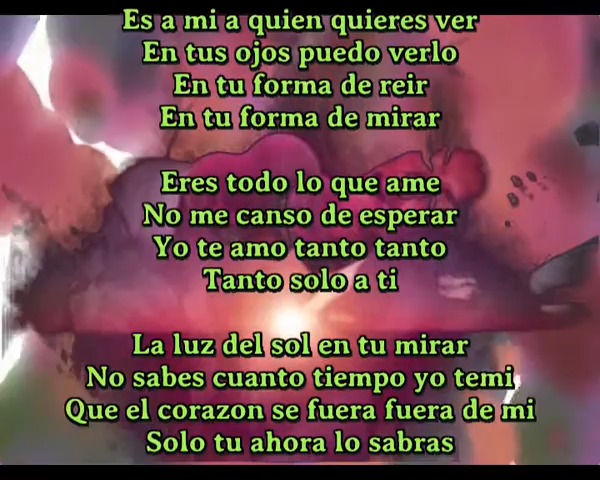 Es a mi a quien quieres ver
En tus ojos puedo verlo
En tu forma de reir
En tu forma de mirar
Eres todo lo que ame
No me canso de esperar
Yo te amo tanto tanto
Tanto solo a ti
La luz del sol en tu mirar
No sabes cuanto tiempo yo temi
Que el corazon se fuera fuera de mi
Solo tu ahora lo sabras